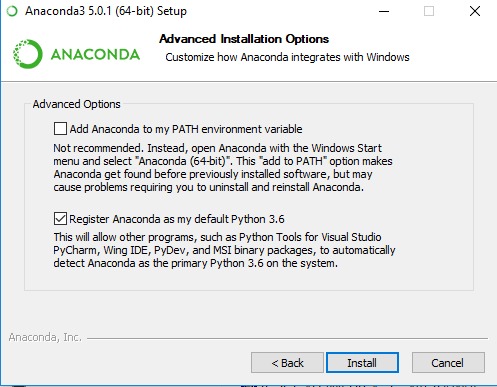 Anaconda3 5.0.1 (64-bit) Setup
Advanced Installation Options
Customize how Anaconda integrates with Windows
ANACONDA
Advanced Options
Add Anaconda to my PATH environment variable
Not recommended. Instead, open Anaconda with the Windows Start
menu and select "Anaconda (64-bit)". This "add to PATH" option makes
Anaconda get found before previously installed software, but may
cause problems requiring you to uninstall and reinstall Anaconda.
Register Anaconda as my default Python 3.6
This will allow other programs, such as Python Tools for Visual Studio
PyCharm, Wing IDE, PyDev, and MSI binary packages, to automatically
detect Anaconda as the primary Python 3.6 on the system.
Anaconda, Inc.
< Back
Install
Cancel